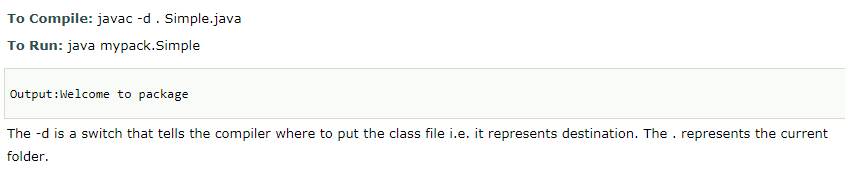 To Compile: javac -d . Simple.java
To Run: java mypack.Simple
Output:Welcome to package
The -d is a switch that tells the compiler where to put the class file i.e. it represents destination. The . represents the current
folder.